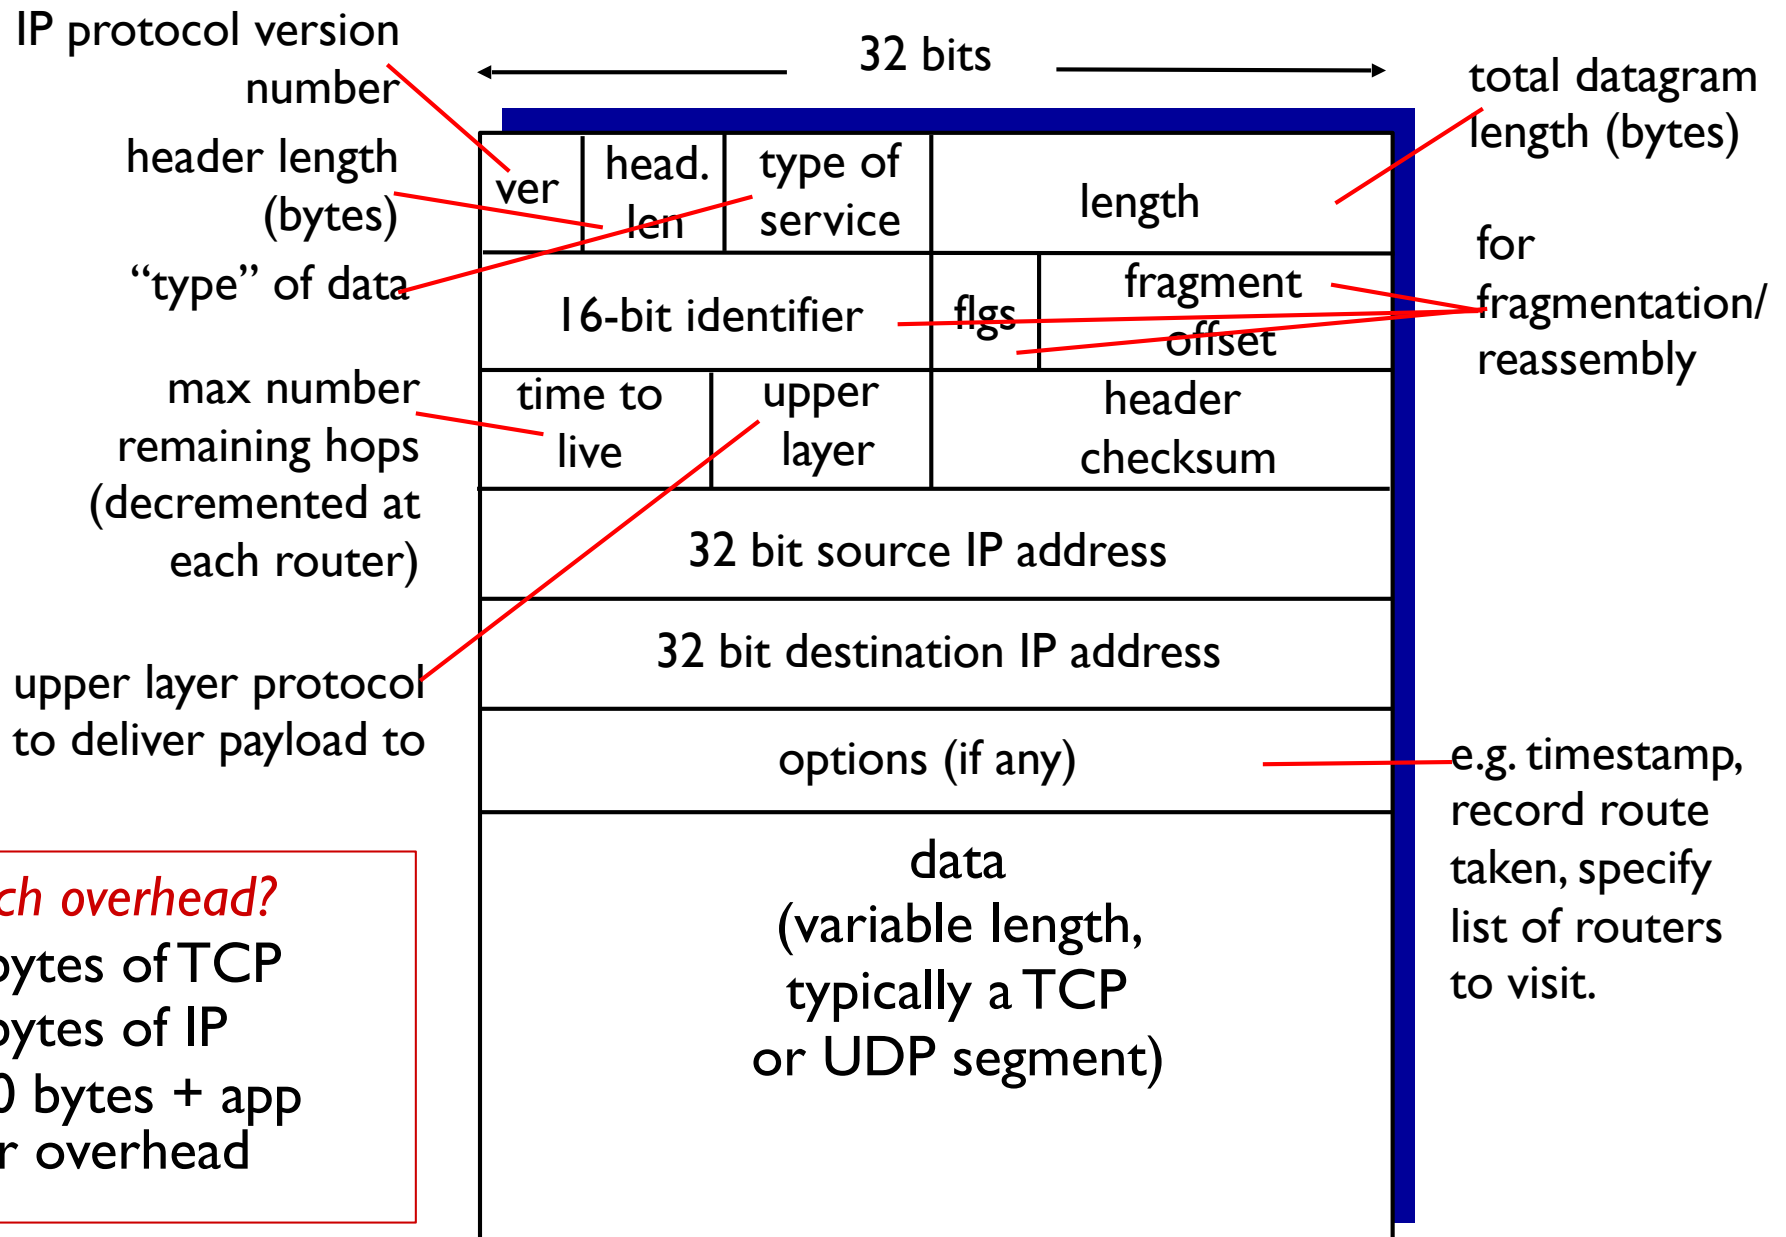 IP protocol version
number
header length
(bytes)
“type” of data
max number
remaining hops
(decremented at
each router)
upper layer protocol
to deliver payload to
overhead?
bytes of TCP
bytes of IP
bytes + app
overhead
32 bits
ver
head.
len
type of
service
length
16-bit identifier
flgs
fragment
offset
time to
live
upper
layer
header
checksum
32 bit source IP address
32 bit destination IP address
options (if any)
data
(variable length,
typically a TCP
or UDP segment)
total datagram
length (bytes)
for
fragmentation/
reassembly
e.g. timestamp,
record route
taken, specify
list of routers
to visit.